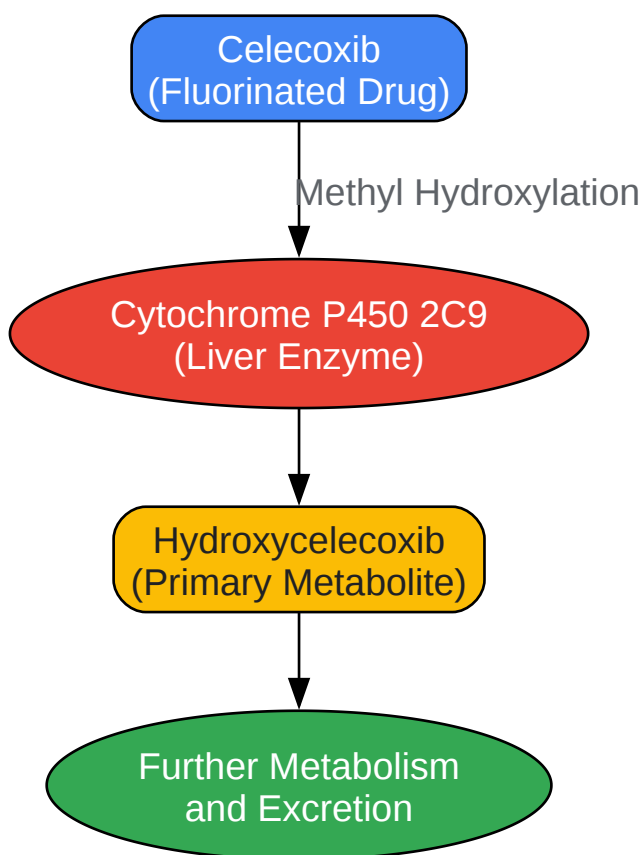 Celecoxib
(Fluorinated Drug)
Methyl Hydroxylation
Cytochrome P450 2C9
(Liver Enzyme)
Hydroxycelecoxib
(Primary Metabolite)
Further Metabolism
and Excretion